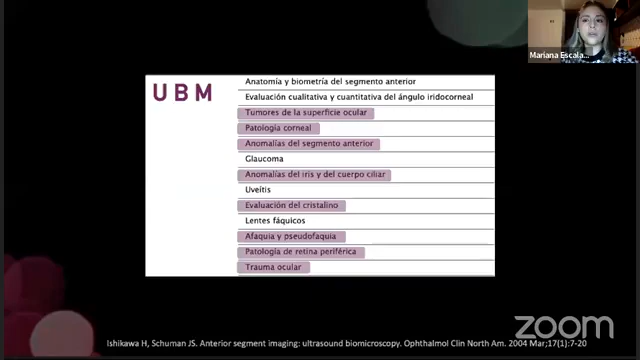 Mariana Escala...
UBM
Anatomía y biometría del segmento anterior
Evaluación cualitativa y cuantitativa del ángulo iridocorneal
Tumores de la superficie ocular
Patología corneal
Anomalías del segmento anterior
Glaucoma
Anomalías del iris y del cuerpo ciliar
Uveítis
Evaluación del cristalino
Lentes fáquicos
Afaquia y pseudofaquia
Patología de retina periférica
Trauma ocular
zoom
Ishikawa H, Schuman JS. Anterior segment imaging: ultrasound biomicroscopy. Ophthalmol Clin North Am. 2004 Mar;17(1):7-20